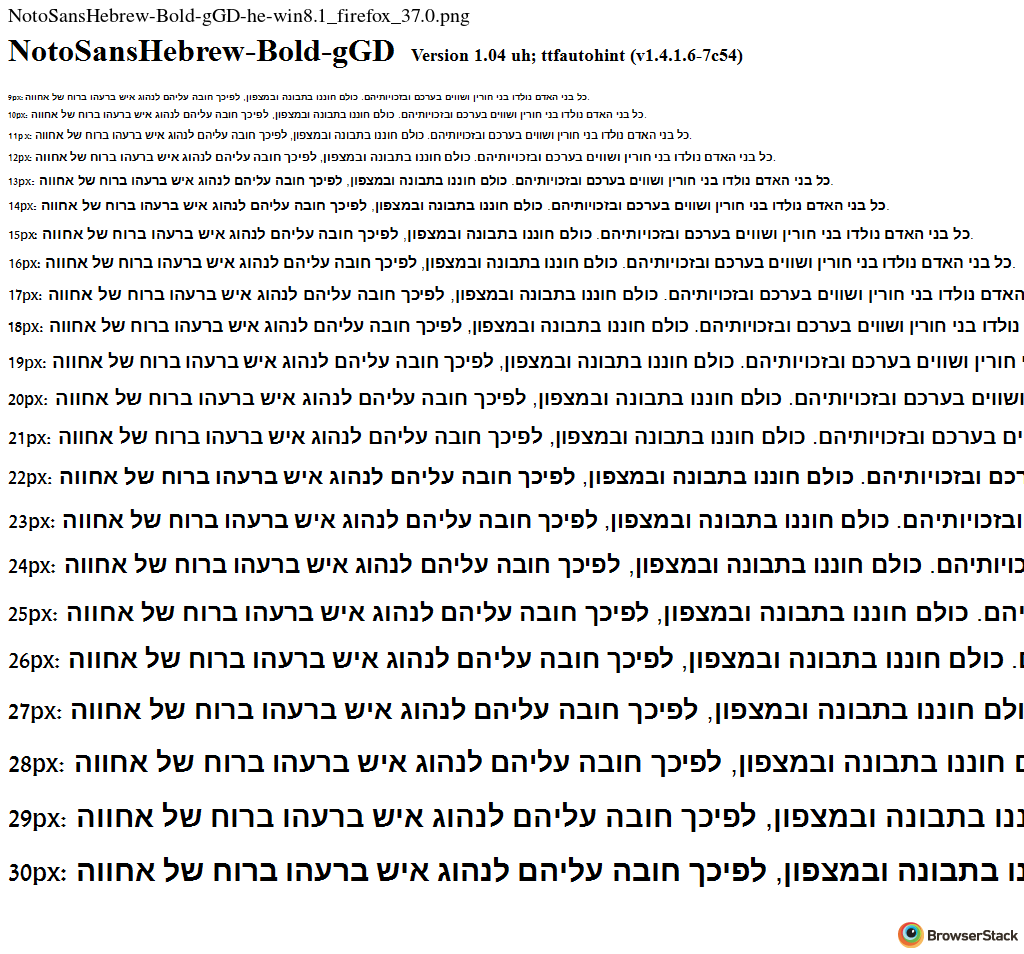 NotoSansHebrew-Bold-gGD-he-win8.1_firefox_37.0.png
NotoSansHebrew-Bold-gGD Version 1.04 uh; ttfautohint (v1.4.1.6-7c54)
9px: כל בני האדם נולדו בני חורין ושווים בערכם ובזכויותיהם. כולם חוננו בתבונה ובמצפון, לפיכך חובה עליהם לנהוג איש ברעהו ברוח של אחווה.
10px: כל בני האדם נולדו בני חורין ושווים בערכם ובזכויותיהם. כולם חוננו בתבונה ובמצפון, לפיכך חובה עליהם לנהוג איש ברעהו ברוח של אחווה.
11px: כל בני האדם נולדו בני חורין ושווים בערכם ובזכויותיהם. כולם חוננו בתבונה ובמצפון, לפיכך חובה עליהם לנהוג איש ברעהו ברוח של אחווה.
12px: כל בני האדם נולדו בני חורין ושווים בערכם ובזכויותיהם. כולם חוננו בתבונה ובמצפון, לפיכך חובה עליהם לנהוג איש ברעהו ברוח של אחווה.
13px: כל בני האדם נולדו בני חורין ושווים בערכם ובזכויותיהם. כולם חוננו בתבונה ובמצפון, לפיכך חובה עליהם לנהוג איש ברעהו ברוח של אחווה.
14px: כל בני האדם נולדו בני חורין ושווים בערכם ובזכויותיהם. כולם חוננו בתבונה ובמצפון, לפיכך חובה עליהם לנהוג איש ברעהו ברוח של אחווה.
15px: כל בני האדם נולדו בני חורין ושווים בערכם ובזכויותיהם. כולם חוננו בתבונה ובמצפון, לפיכך חובה עליהם לנהוג איש ברעהו ברוח של אחווה.
16px: כל בני האדם נולדו בני חורין ושווים בערכם ובזכויותיהם. כולם חוננו בתבונה ובמצפון, לפיכך חובה עליהם לנהוג איש ברעהו ברוח של אחווה.
17px: האדם נולדו בני חורין ושווים בערכם ובזכויותיהם. כולם חוננו בתבונה ובמצפון, לפיכך חובה עליהם לנהוג איש ברעהו ברוח של אחווה
18px: נולדו בני חורין ושווים בערכם ובזכויותיהם. כולם חוננו בתבונה ובמצפון, לפיכך חובה עליהם לנהוג איש ברעהו ברוח של אחווה
19px: חורין ושווים בערכם ובזכויותיהם. כולם חוננו בתבונה ובמצפון, לפיכך חובה עליהם לנהוג איש ברעהו ברוח של אחווה
20px: ושווים בערכם ובזכויותיהם. כולם חוננו בתבונה ובמצפון, לפיכך חובה עליהם לנהוג איש ברעהו ברוח של אחווה
21px: ים בערכם ובזכויותיהם. כולם חוננו בתבונה ובמצפון, לפיכך חובה עליהם לנהוג איש ברעהו ברוח של אחווה
22px: רכם ובזכויותיהם. כולם חוננו בתבונה ובמצפון, לפיכך חובה עליהם לנהוג איש ברעהו ברוח של אחווה
23px: ובזכויותיהם. כולם חוננו בתבונה ובמצפון, לפיכך חובה עליהם לנהוג איש ברעהו ברוח של אחווה
24px: כויותיהם. כולם חוננו בתבונה ובמצפון, לפיכך חובה עליהם לנהוג איש ברעהו ברוח של אחווה
25px: יהם. כולם חוננו בתבונה ובמצפון, לפיכך חובה עליהם לנהוג איש ברעהו ברוח של אחווה
26px: . כולם חוננו בתבונה ובמצפון, לפיכך חובה עליהם לנהוג איש ברעהו ברוח של אחווה
27px: ולם חוננו בתבונה ובמצפון, לפיכך חובה עליהם לנהוג איש ברעהו ברוח של אחווה
28px: חוננו בתבונה ובמצפון, לפיכך חובה עליהם לנהוג איש ברעהו ברוח של אחווה
29px: ננו בתבונה ובמצפון, לפיכך חובה עליהם לנהוג איש ברעהו ברוח של אחווה
30px: נו בתבונה ובמצפון, לפיכך חובה עליהם לנהוג איש ברעהו ברוח של אחווה
BrowserStack